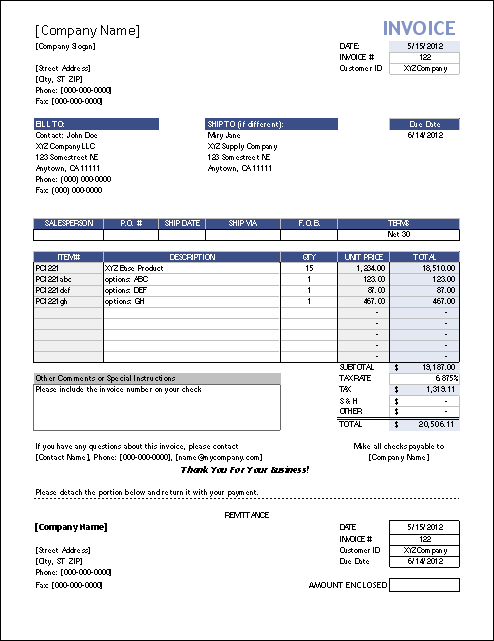 [Company Name] INVOICE
[Company Slogan] DATE: 5/15/2012
INVOICE # 122
[Street Address] Customer ID XYZCompany
[City, ST ZIP]
Phone: [000-000-0000]
Fax: [000-000-0000]
BILL TO: SHIP TO (if different): Due Date
Contact: John Doe Mary Jane 6/14/2012
XYZ Company LLC XYZ Supply Company
123 Somestreet NE 123 Somestreet NE
Anytown, CA 11111 Anytown, CA 11111
Phone: (000) 000-0000
Fax: (000) 000-0000
SALESPERSON P.O. # SHIP DATE SHIP VIA F.O.B. TERMS
Net 30
ITEM# DESCRIPTION QTY UNIT PRICE TOTAL
PC1221 XYZ Base Product 15 1,234.00 18,510.00
PC1221abc options: ABC 1 123.00 123.00
PC1221def options: DEF 1 87.00 87.00
PC1221gh options: GH 1 467.00 467.00
-
-
-
-
-
SUBTOTAL $ 19,187.00
Other Comments or Special Instructions TAX RATE 6.875%
Please include the invoice number on your check TAX $ 1,319.11
S & H $ -
OTHER $ -
TOTAL $ 20,506.11
If you have any questions about this invoice, please contact Make all checks payable to
[Contact Name], Phone: [000-000-0000], [name@mycompany.com] [Company Name]
Thank You For Your Business!
Please detach the portion below and return it with your payment.
REMITTANCE
[Company Name] DATE 5/15/2012
INVOICE # 122
[Street Address] Customer ID XYZCompany
[City, ST ZIP] Due Date 6/14/2012
Phone: [000-000-0000]
Fax: [000-000-0000] AMOUNT ENCLOSED